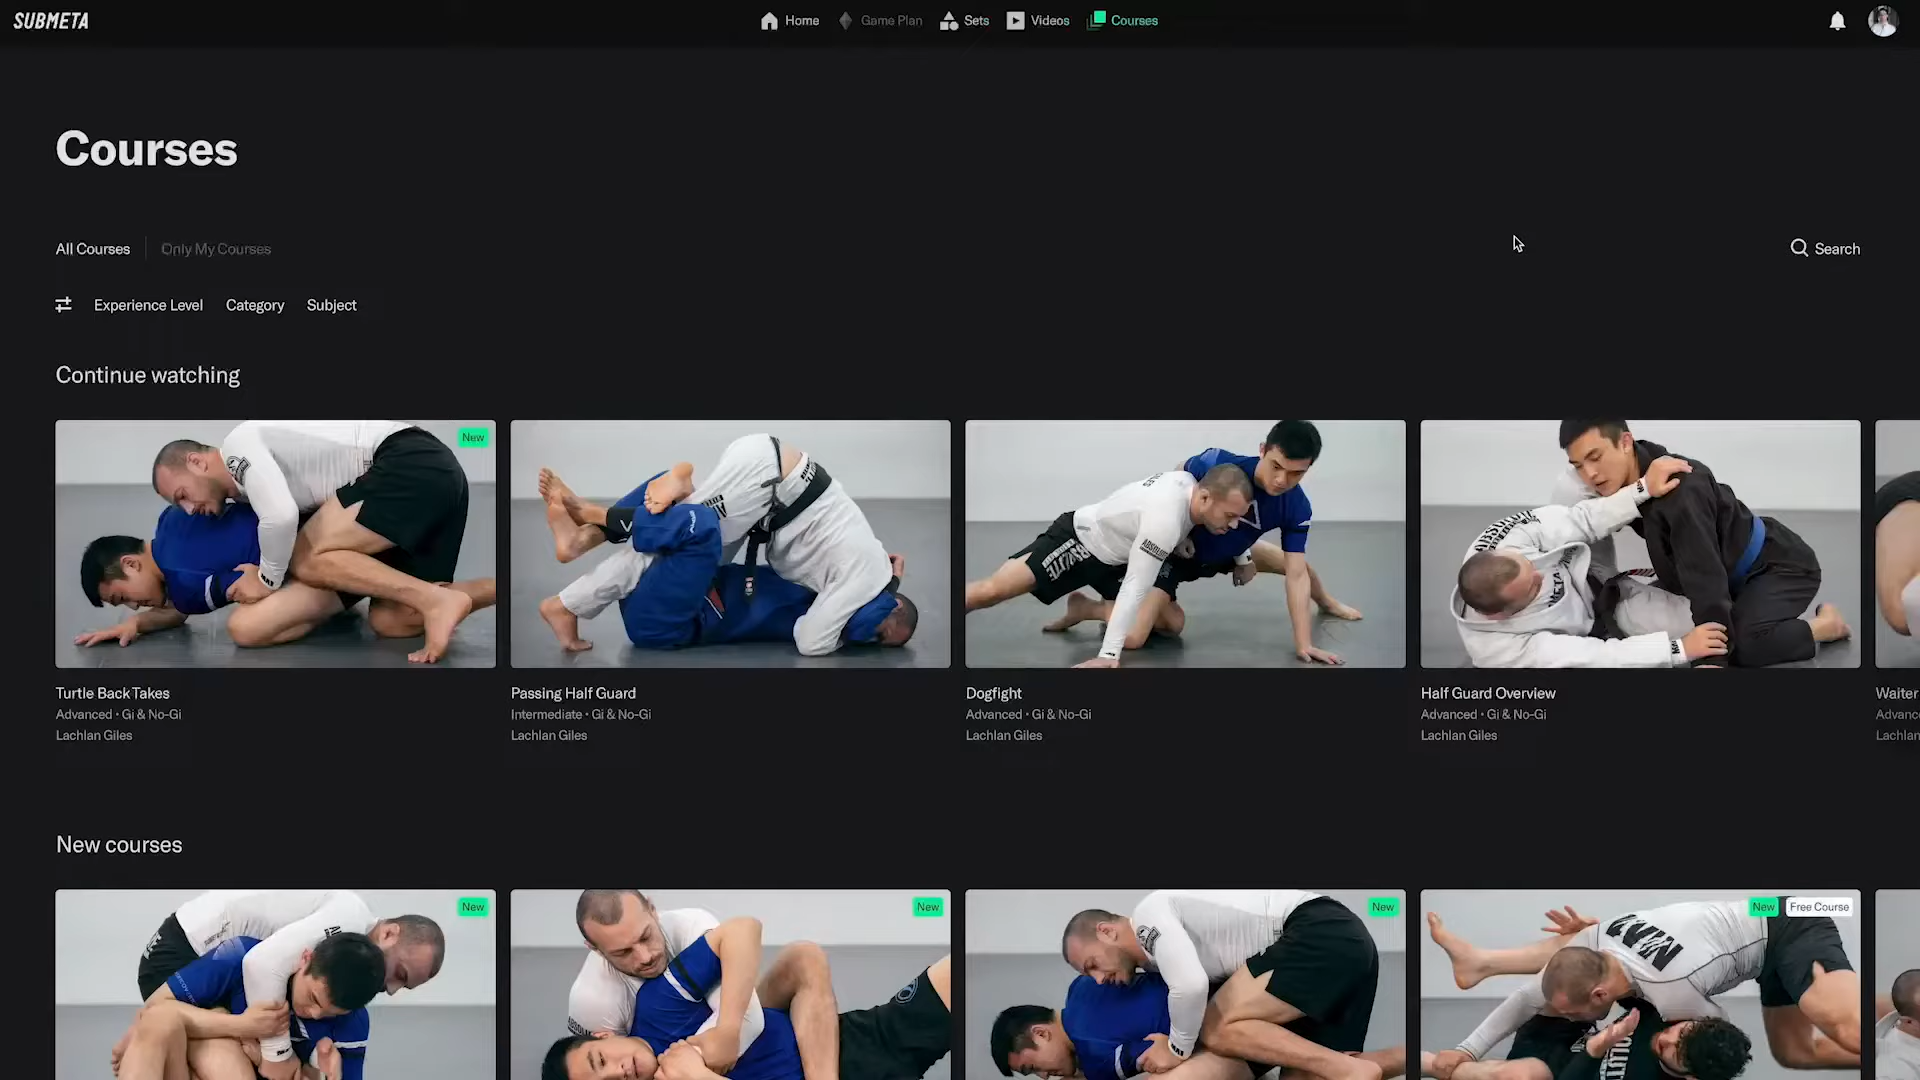 SUBMETA
Home Game Plan Sets Videos Courses
Courses
All Courses Only My Courses Search
Experience Level Category Subject
Continue watching
New
Turtle Back Takes
Advanced • Gi & No-Gi
Lachlan Giles
Passing Half Guard
Intermediate • Gi & No-Gi
Lachlan Giles
Dogfight
Advanced • Gi & No-Gi
Lachlan Giles
Half Guard Overview
Advanced • Gi & No-Gi
Lachlan Giles
Waiter
New courses
New
New
New
New Free Course